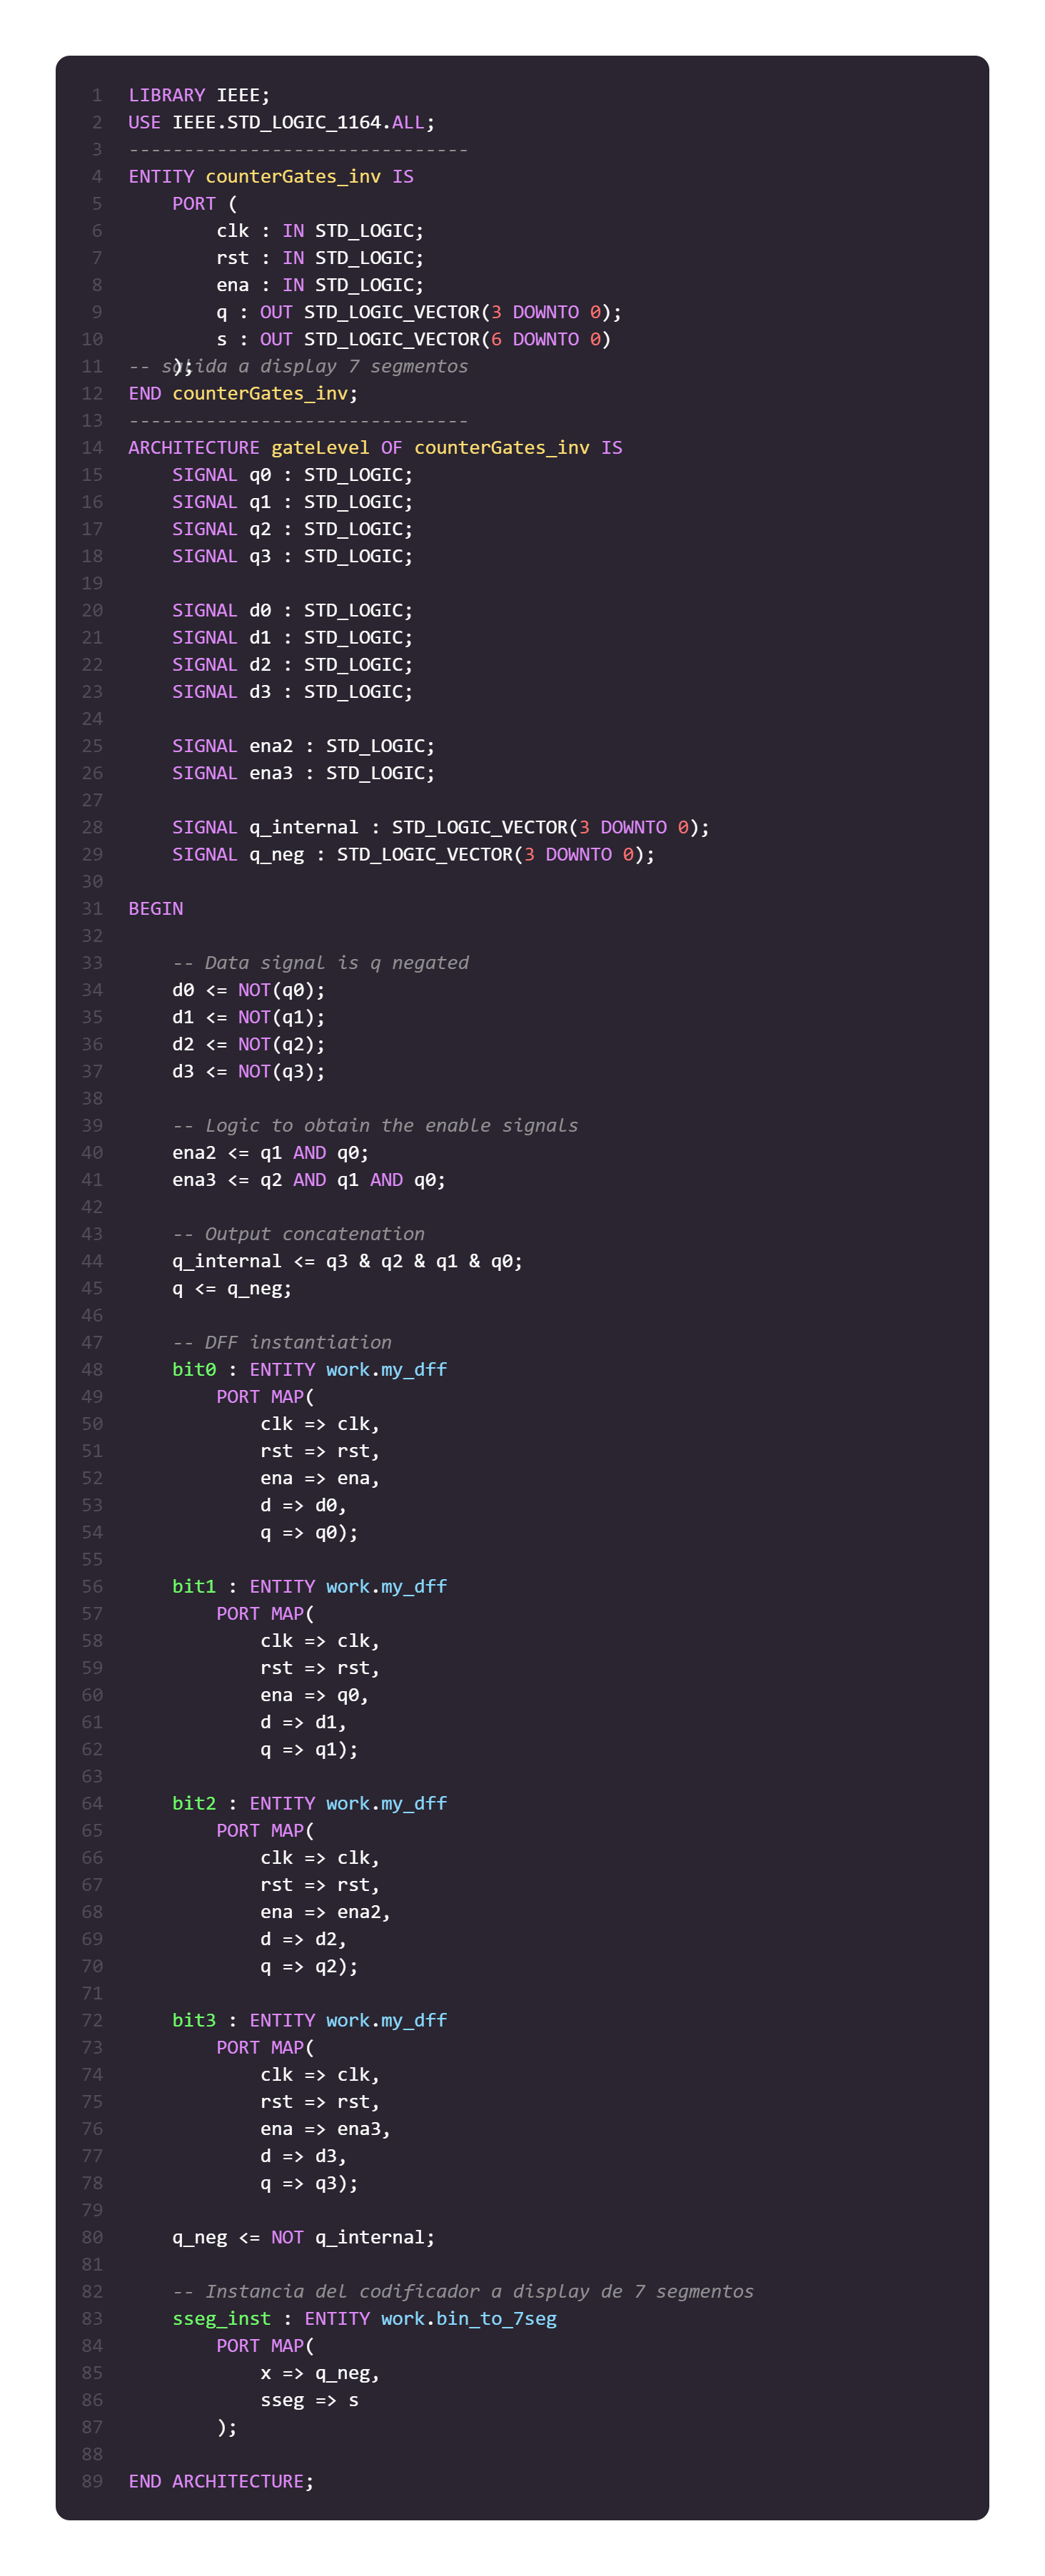 1 LIBRARY IEEE;
2 USE IEEE.STD_LOGIC_1164.ALL;
3 -------------------------------
4 ENTITY counterGates_inv IS
5     PORT (
6         clk : IN STD_LOGIC;
7         rst : IN STD_LOGIC;
8         ena : IN STD_LOGIC;
9         q : OUT STD_LOGIC_VECTOR(3 DOWNTO 0);
10         s : OUT STD_LOGIC_VECTOR(6 DOWNTO 0)
11 -- salida a display 7 segmentos
    );
12 END counterGates_inv;
13 -------------------------------
14 ARCHITECTURE gateLevel OF counterGates_inv IS
15     SIGNAL q0 : STD_LOGIC;
16     SIGNAL q1 : STD_LOGIC;
17     SIGNAL q2 : STD_LOGIC;
18     SIGNAL q3 : STD_LOGIC;
19
20     SIGNAL d0 : STD_LOGIC;
21     SIGNAL d1 : STD_LOGIC;
22     SIGNAL d2 : STD_LOGIC;
23     SIGNAL d3 : STD_LOGIC;
24
25     SIGNAL ena2 : STD_LOGIC;
26     SIGNAL ena3 : STD_LOGIC;
27
28     SIGNAL q_internal : STD_LOGIC_VECTOR(3 DOWNTO 0);
29     SIGNAL q_neg : STD_LOGIC_VECTOR(3 DOWNTO 0);
30
31 BEGIN
32
33     -- Data signal is q negated
34     d0 <= NOT(q0);
35     d1 <= NOT(q1);
36     d2 <= NOT(q2);
37     d3 <= NOT(q3);
38
39     -- Logic to obtain the enable signals
40     ena2 <= q1 AND q0;
41     ena3 <= q2 AND q1 AND q0;
42
43     -- Output concatenation
44     q_internal <= q3 & q2 & q1 & q0;
45     q <= q_neg;
46
47     -- DFF instantiation
48     bit0 : ENTITY work.my_dff
49         PORT MAP(
50             clk => clk,
51             rst => rst,
52             ena => ena,
53             d => d0,
54             q => q0);
55
56     bit1 : ENTITY work.my_dff
57         PORT MAP(
58             clk => clk,
59             rst => rst,
60             ena => q0,
61             d => d1,
62             q => q1);
63
64     bit2 : ENTITY work.my_dff
65         PORT MAP(
66             clk => clk,
67             rst => rst,
68             ena => ena2,
69             d => d2,
70             q => q2);
71
72     bit3 : ENTITY work.my_dff
73         PORT MAP(
74             clk => clk,
75             rst => rst,
76             ena => ena3,
77             d => d3,
78             q => q3);
79
80     q_neg <= NOT q_internal;
81
82     -- Instancia del codificador a display de 7 segmentos
83     sseg_inst : ENTITY work.bin_to_7seg
84         PORT MAP(
85             x => q_neg,
86             sseg => s
87         );
88
89 END ARCHITECTURE;